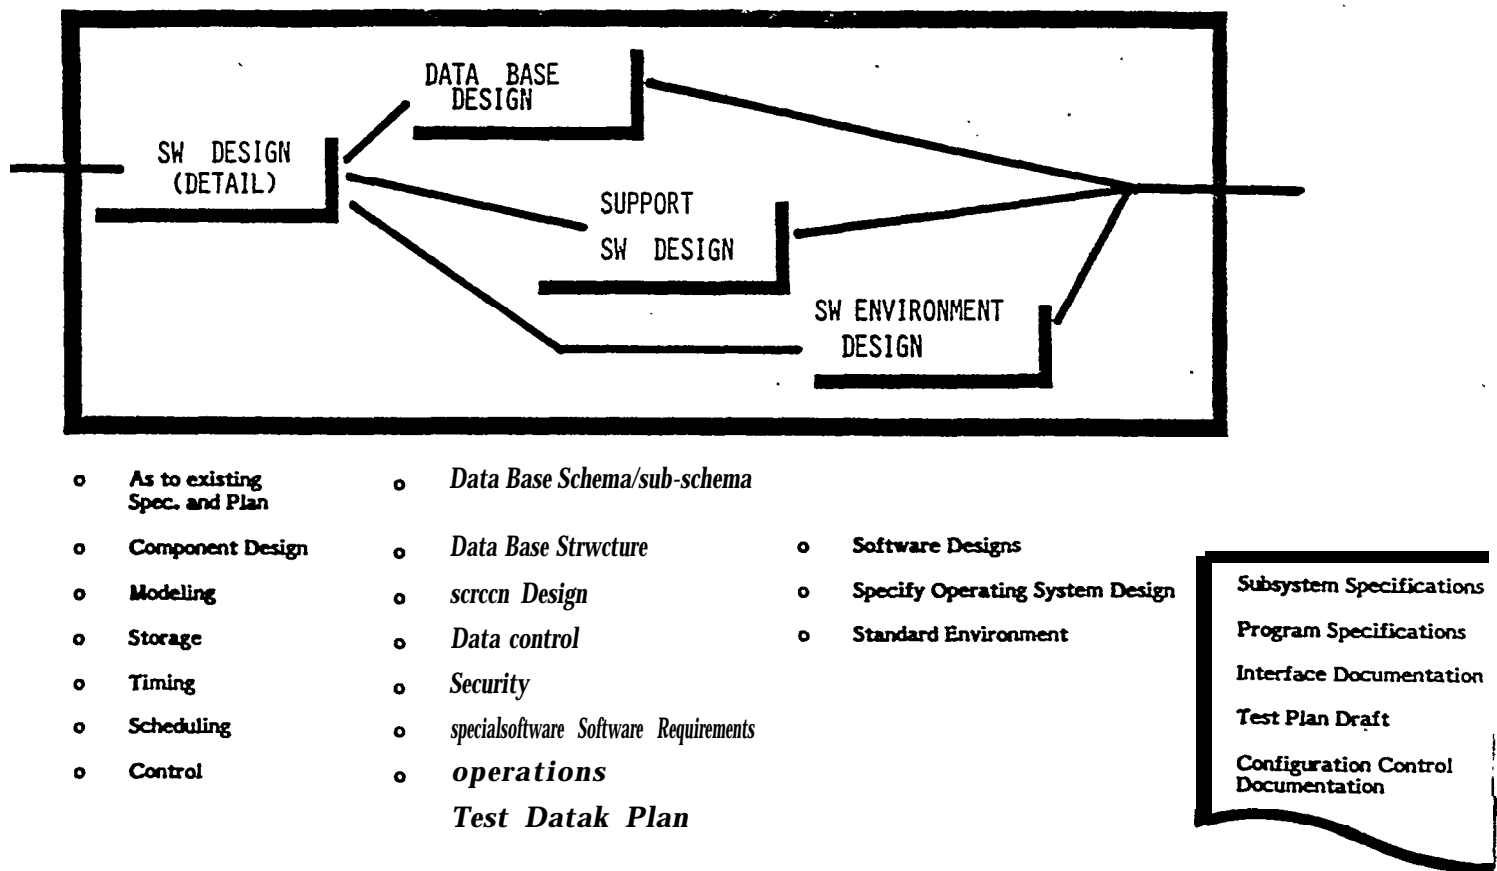 DATA BASE
DESIGN
SW DESIGN
(DETAIL)
SUPPORT
SW DESIGN
SW ENVIRONMENT
DESIGN
o As to existing
Spec. and Plan
o Component Design
o Modeling
o Storage
o Timing
o Scheduling
o Control
o Data Base Schema/sub-schema
o Data Base Strwcture
o scrccn Design
o Data control
o Security
o specialsoftware Software Requirements
o operations
Test Datak Plan
o Software Designs
o Specify Operating System Design
o Standard Environment
Subsystem Specifications
Program Specifications
Interface Documentation
Test Plan Draft
Configuration Control
Documentation